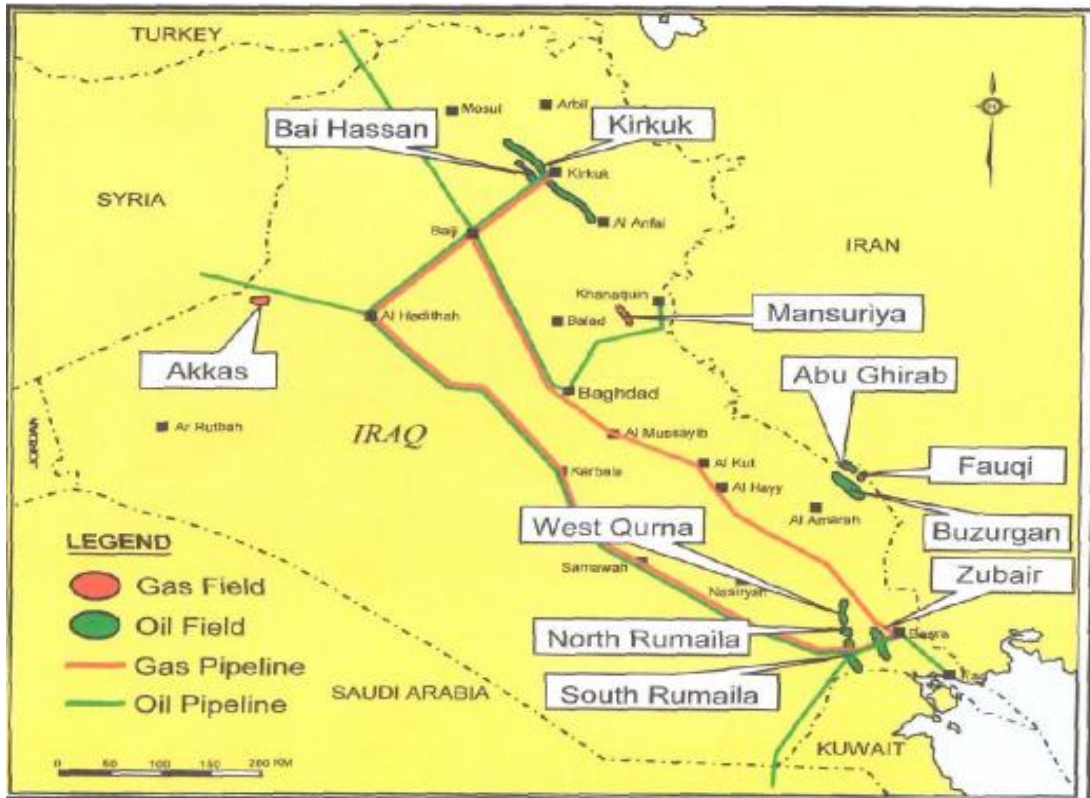 TURKEY
Mosul
Arbil
Bai Hassan
Kirkuk
Kirkuk
SYRIA
Al Anfal
Baiji
IRAN
Khanaquin
Mansuriya
Al Hadithah
Balad
Akkas
Abu Ghirab
Baghdad
JORDAN
Ar Rutbah
IRAQ
Al Mussayib
Fauqi
Kerbala
Al Kut
Al Hayy
Al Amarah
Buzurgan
West Qurna
LEGEND
Samawah
Zubair
Gas Field
Nasiryah
Oil Field
North Rumaila
Basra
Gas Pipeline
South Rumaila
SAUDI ARABIA
Oil Pipeline
KUWAIT
0 50 100 150 200 KM